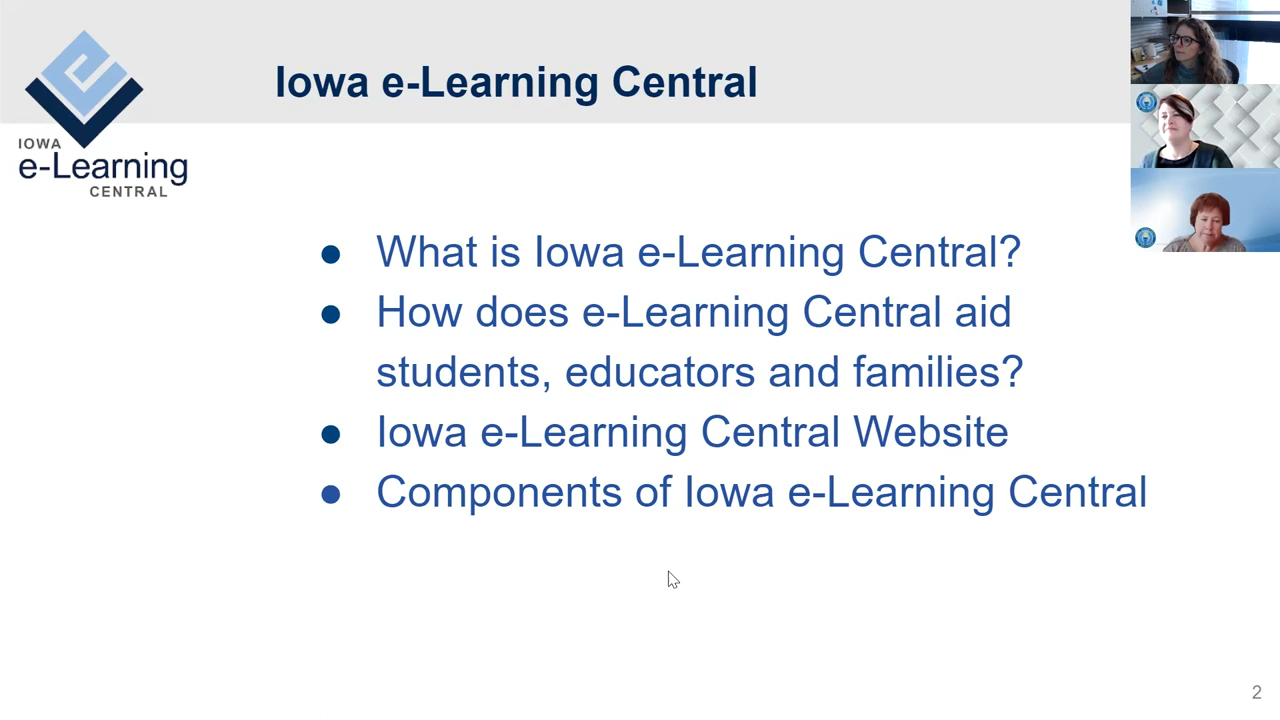 Iowa e-Learning Central
IOWA
e-Learning
CENTRAL
● What is Iowa e-Learning Central?
● How does e-Learning Central aid
students, educators and families?
● Iowa e-Learning Central Website
● Components of Iowa e-Learning Central
2